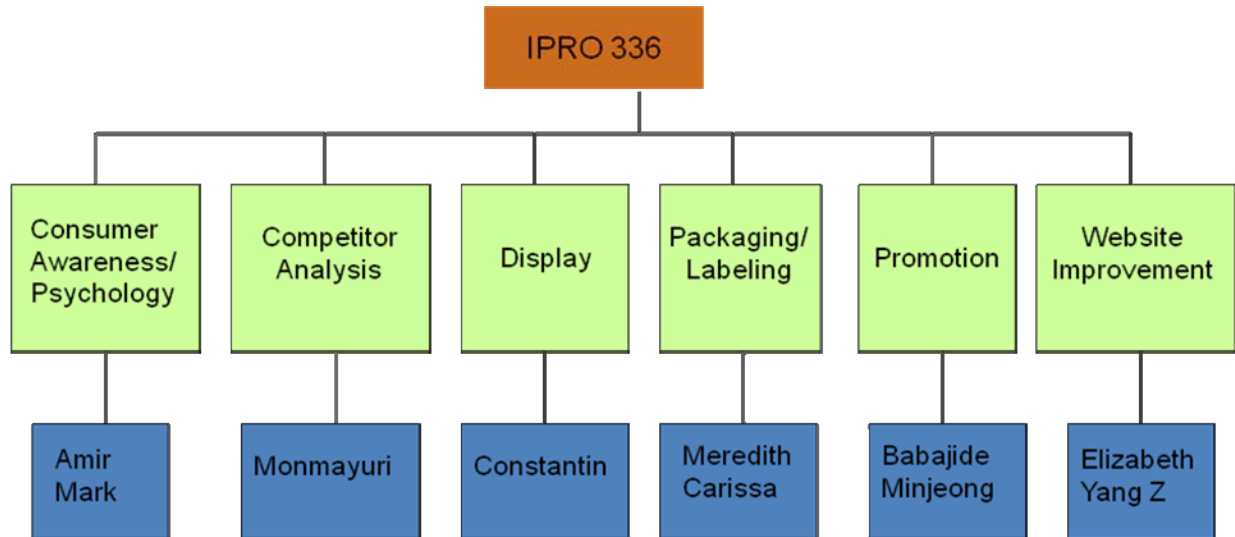 IPRO 336
Consumer
Awareness/
Psychology
Competitor
Analysis
Display
Packaging/
Labeling
Promotion
Website
Improvement
Amir
Mark
Monmayuri
Constantin
Meredith
Carissa
Babajide
Minjeong
Elizabeth
Yang Z